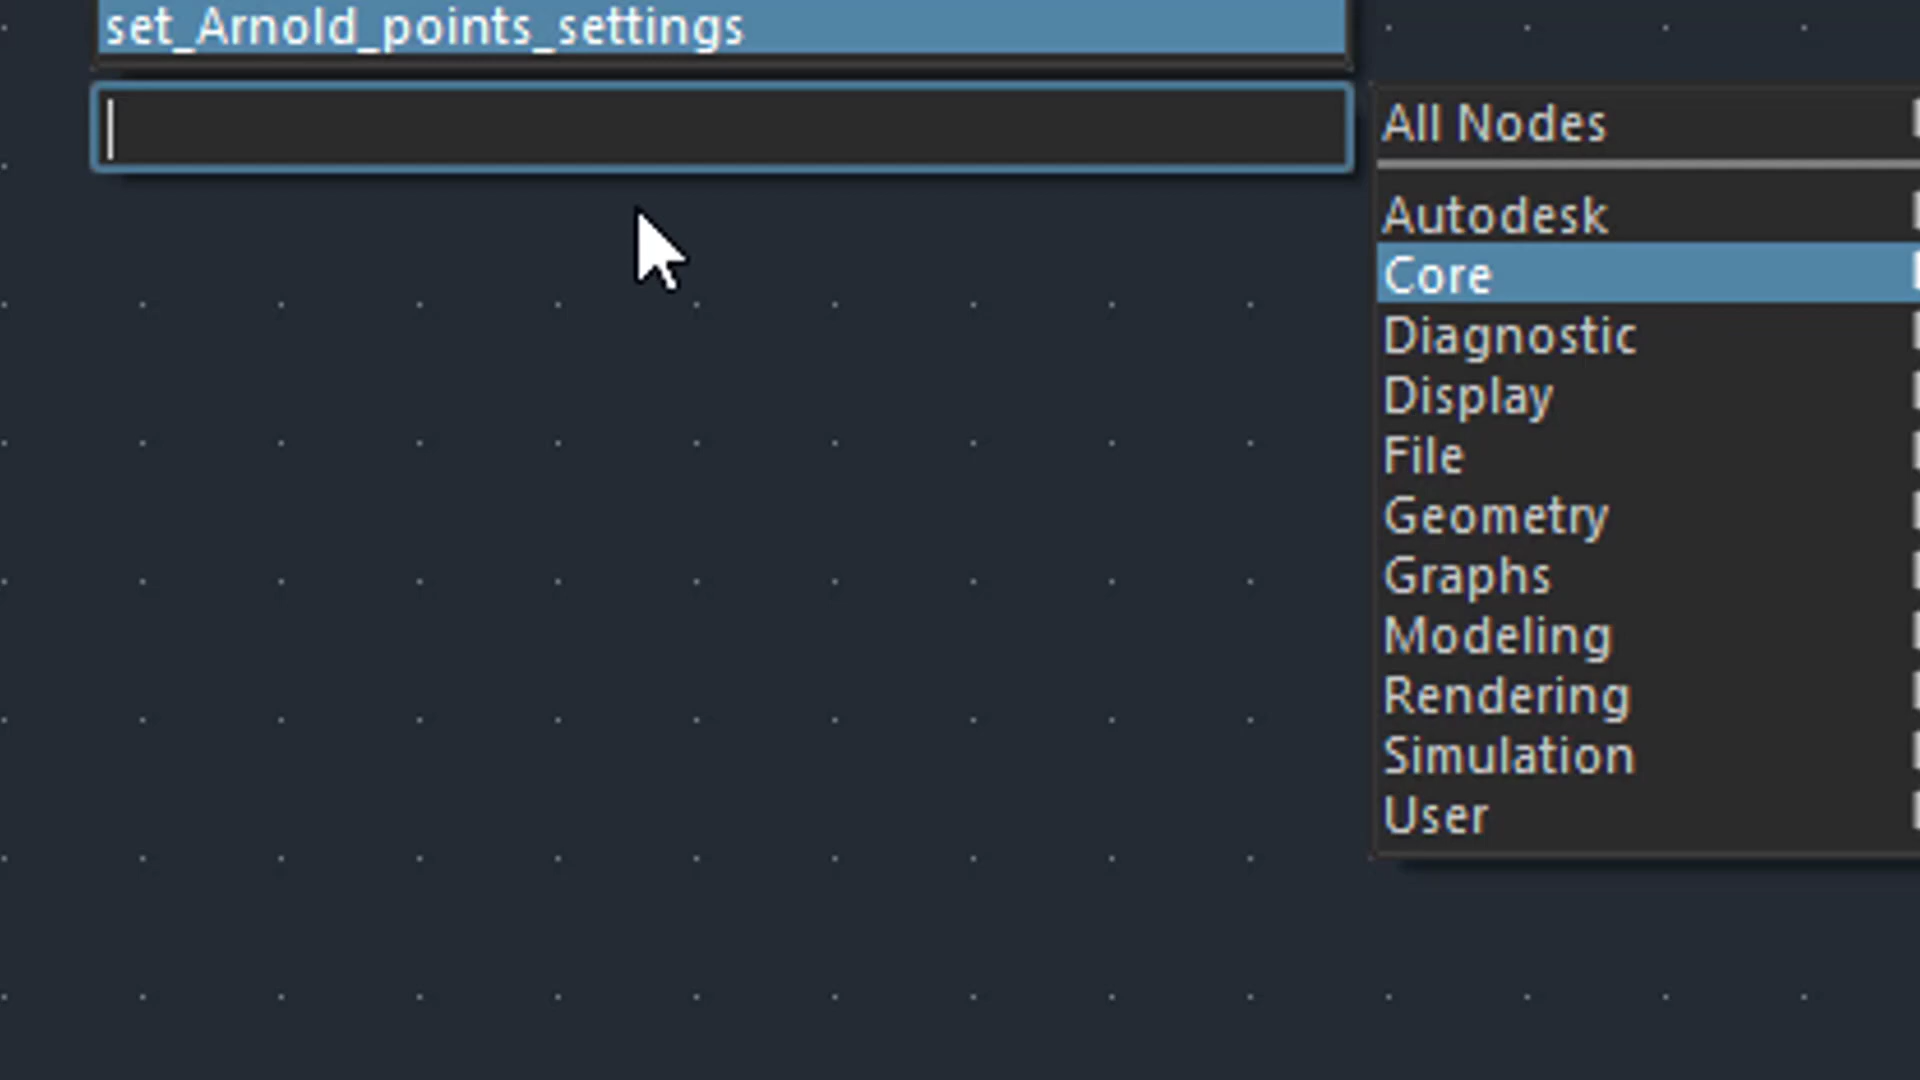 set_Arnold_points_settings
All Nodes
Autodesk
Core
Diagnostic
Display
File
Geometry
Graphs
Modeling
Rendering
Simulation
User